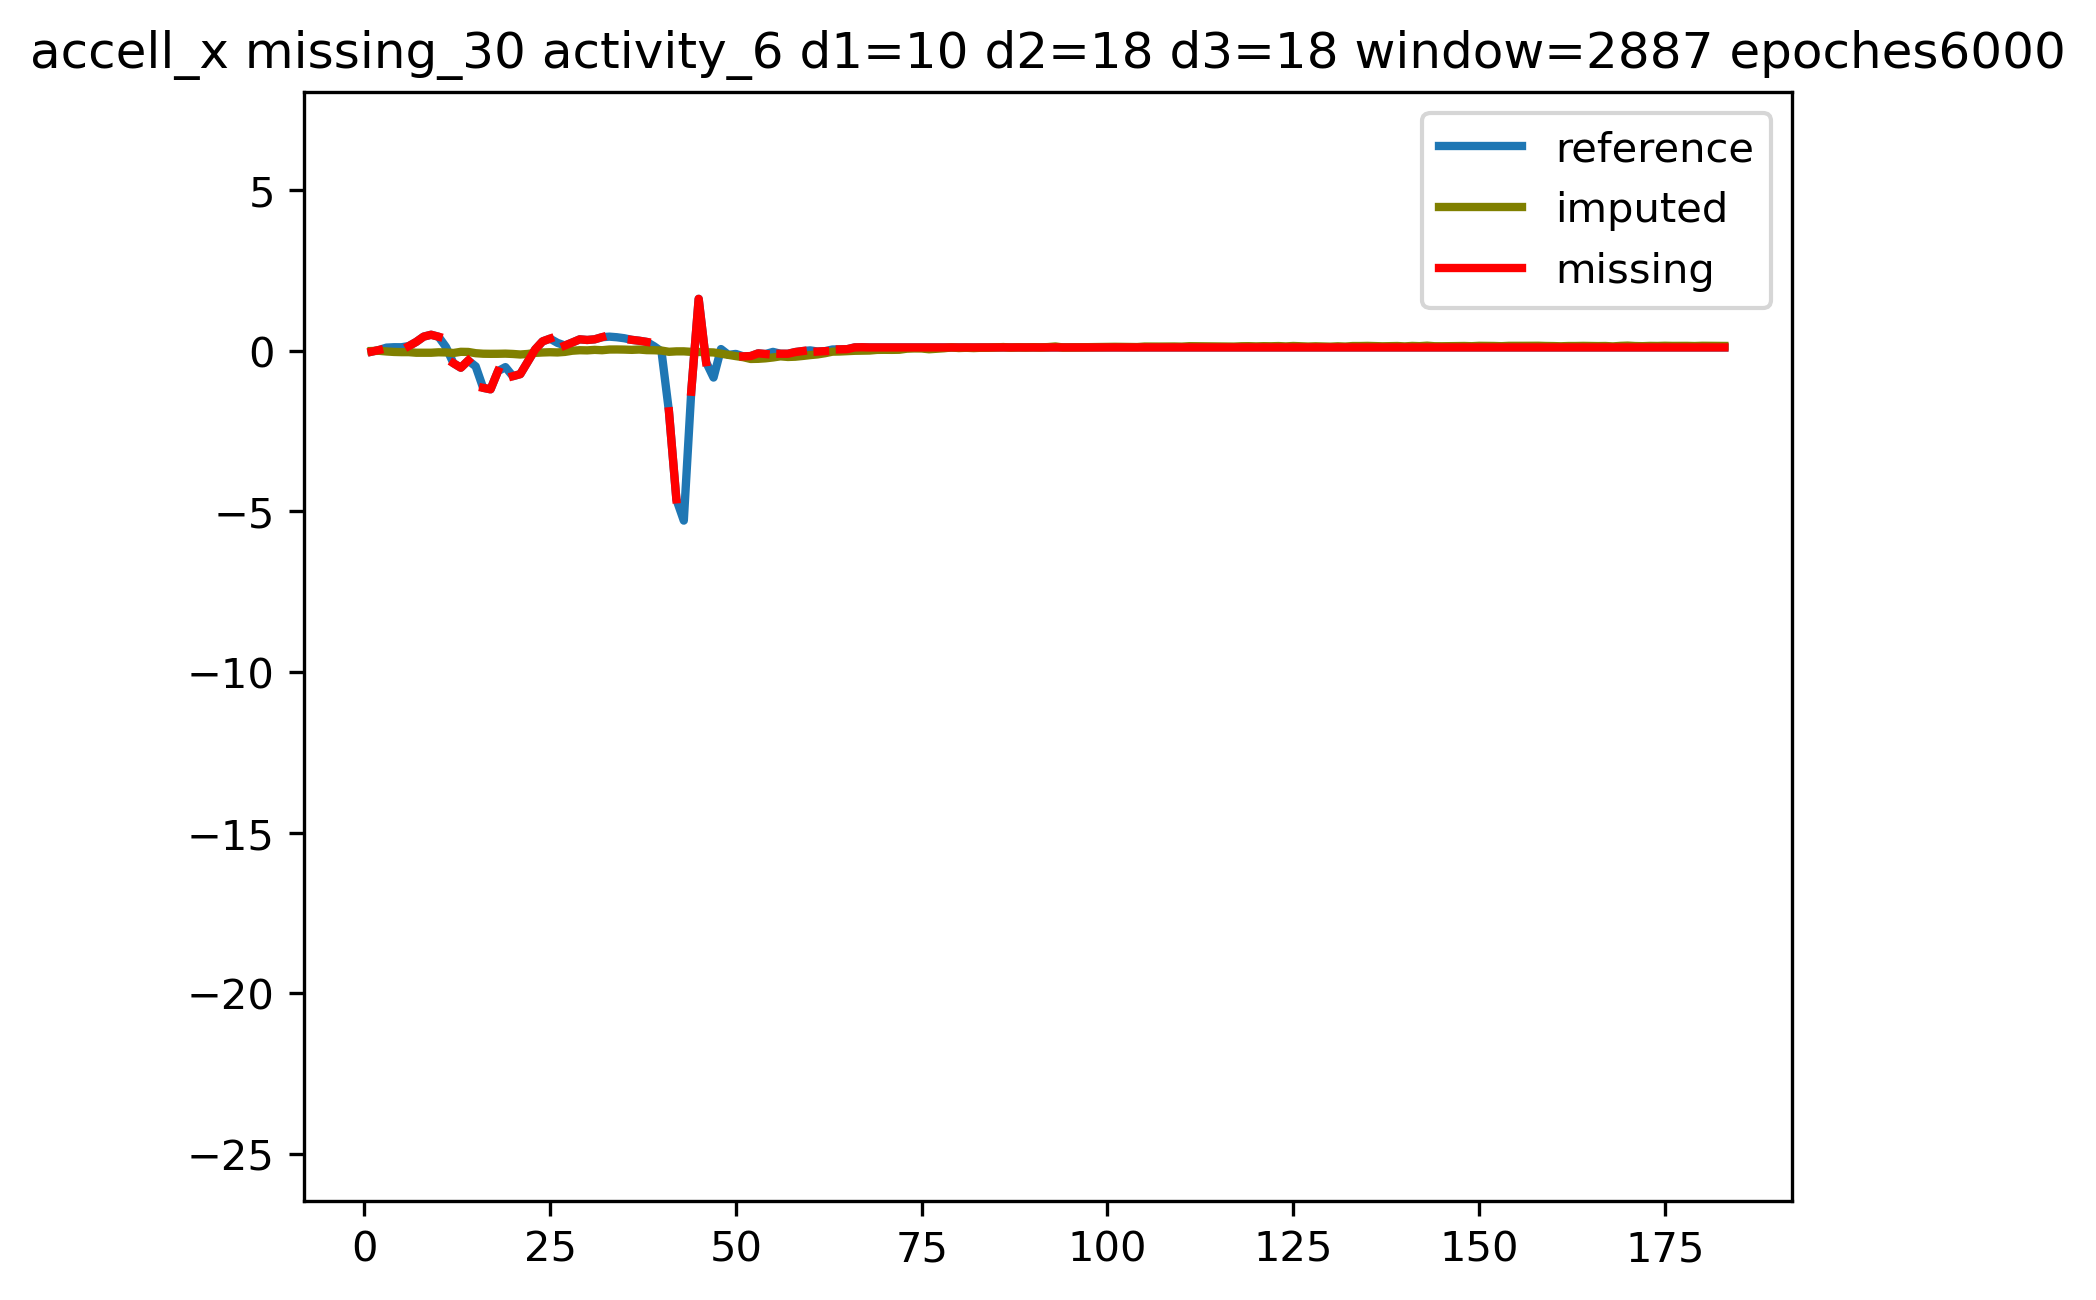 accell_x missing_30 activity_6 d1=10 d2=18 d3=18 window=2887 epoches6000
reference
imputed
missing
5
0
−5
−10
−15
−20
−25
0 25 50 75 100 125 150 175